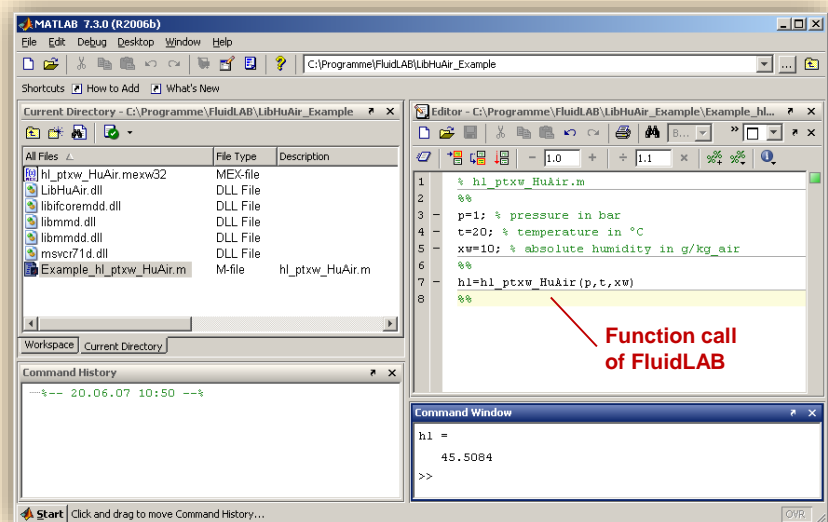 MATLAB 7.3.0 (R2006b)
File Edit Debug Desktop Window Help
C:\Programme\FluidLAB\LibHuAir_Example
Shortcuts How to Add What's New
Current Directory - C:\Programme\FluidLAB\LibHuAir_Example
All Files File Type Description
hl_ptxw_HuAir.mexw32 MEX-file
LibHuAir.dll DLL File
libifcoremdd.dll DLL File
libmmd.dll DLL File
libmmdd.dll DLL File
msvcr71d.dll DLL File
Example_hl_ptxw_HuAir.m M-file hl_ptxw_HuAir.m
Workspace Current Directory
Command History
%-- 20.06.07 10:50 --%
Editor - C:\Programme\FluidLAB\LibHuAir_Example\Example_hl...
B...
1.0 1.1
1 % hl_ptxw_HuAir.m
2 %%
3 - p=1; % pressure in bar
4 - t=20; % temperature in °C
5 - xw=10; % absolute humidity in g/kg_air
6 %%
7 - hl=hl_ptxw_HuAir(p,t,xw)
8 %%
Function call
of FluidLAB
Command Window
hl =
45.5084
>>
Start Click and drag to move Command History...
OVR